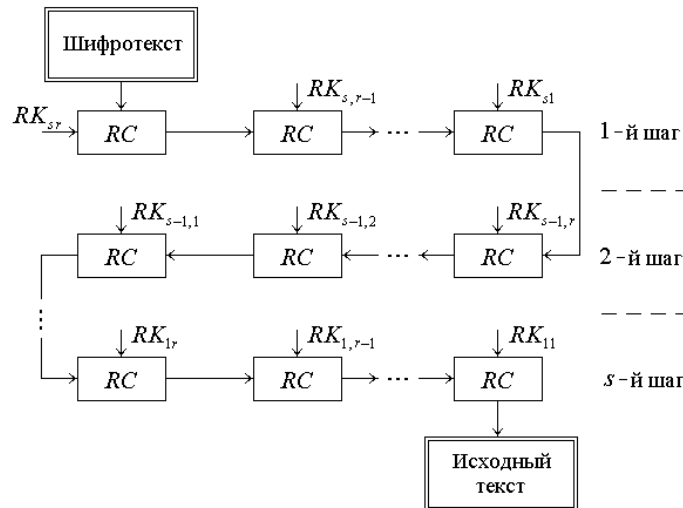 Шифротекст
RK_{sr} RK_{s,r-1} RK_{s1}
RC RC ... RC 1-й шаг
RK_{s-1,1} RK_{s-1,2} RK_{s-1,r}
RC RC ... RC 2-й шаг
...
RK_{1r} RK_{1,r-1} RK_{11}
RC RC ... RC s-й шаг
Исходный
текст